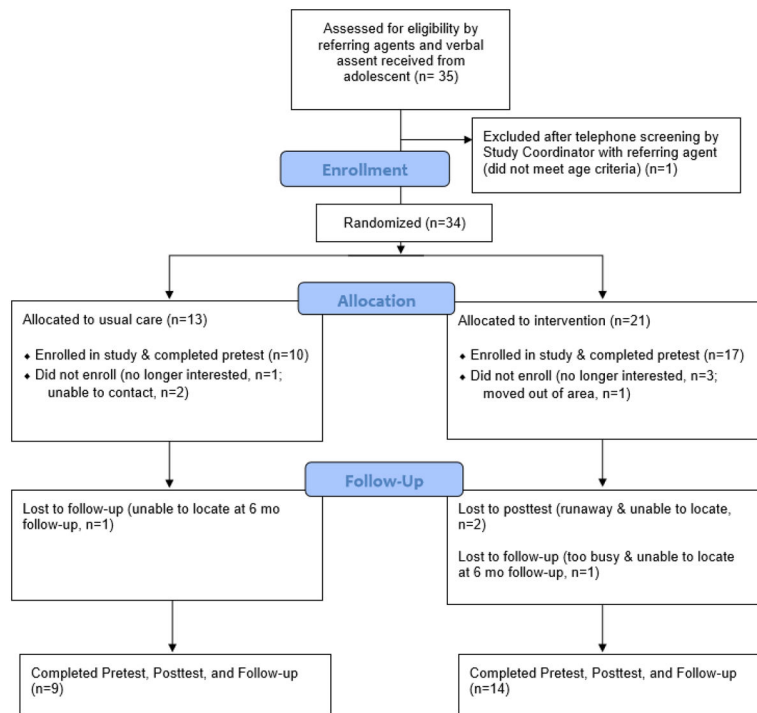 Assessed for eligibility by
referring agents and verbal
assent received from
adolescent (n= 35)
Excluded after telephone screening by
Study Coordinator with referring agent
(did not meet age criteria) (n=1)
Enrollment
Randomized (n=34)
Allocation
Allocated to usual care (n=13)
⬥ Enrolled in study & completed pretest (n=10)
⬥ Did not enroll (no longer interested, n=1;
unable to contact, n=2)
Allocated to intervention (n=21)
⬥ Enrolled in study & completed pretest (n=17)
⬥ Did not enroll (no longer interested, n=3;
moved out of area, n=1)
Follow-Up
Lost to follow-up (unable to locate at 6 mo
follow-up, n=1)
Lost to posttest (runaway & unable to locate,
n=2)
Lost to follow-up (too busy & unable to locate
at 6 mo follow-up, n=1)
Completed Pretest, Posttest, and Follow-up
(n=9)
Completed Pretest, Posttest, and Follow-up
(n=14)